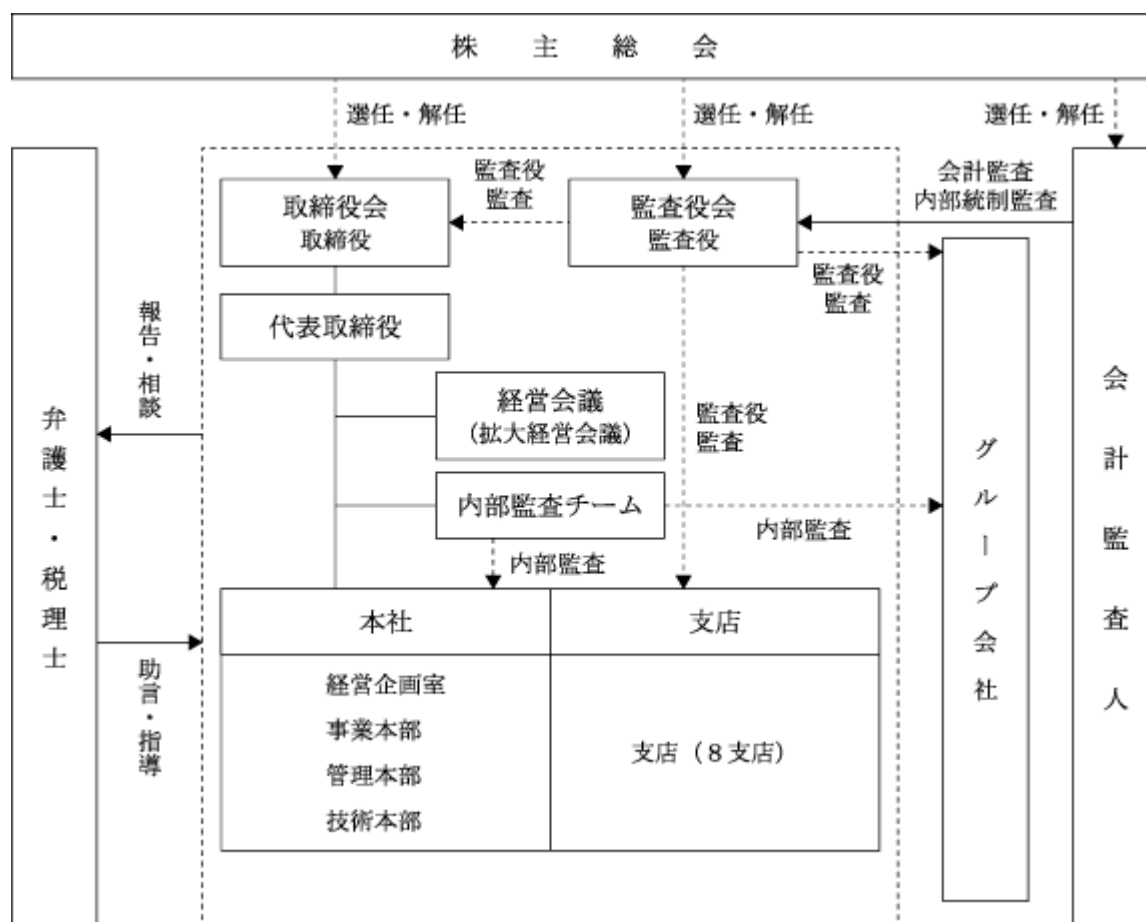 株主総会
選任・解任
選任・解任
選任・解任
取締役会
取締役
監査役
監査
監査役会
監査役
会計監査
内部統制監査
監査役
監査
代表取締役
報告・相談
経営会議
(拡大経営会議)
監査役
監査
内部監査チーム
内部監査
内部監査
弁護士・税理士
助言・指導
本社
支店
経営企画室
事業本部
管理本部
技術本部
支店(8支店)
グループ会社
会計監査人